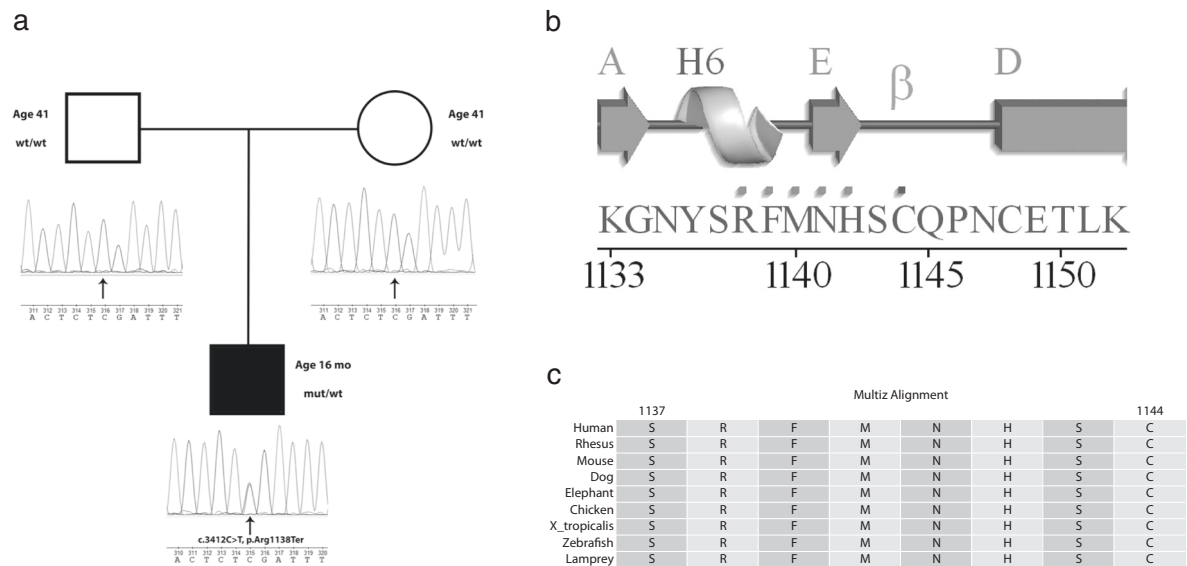 a
Age 41
wt/wt
Age 41
wt/wt
311 312 313 314 315 316 317 318 319 320 321
A C T C T C G A T T T
311 312 313 314 315 316 317 318 319 320 321
A C T C T C G A T T T
Age 16 mo
mut/wt
c.3412C>T, p.Arg1138Ter
310 311 312 313 314 315 316 317 318 319 320
A C T C T C G A T T T
b
A H6 E β D
KGNYSRFMNHSCQPNCETLK
1133 1140 1145 1150
c
Multiz Alignment
1137 1144
Human S R F M N H S C
Rhesus S R F M N H S C
Mouse S R F M N H S C
Dog S R F M N H S C
Elephant S R F M N H S C
Chicken S R F M N H S C
X_tropicalis S R F M N H S C
Zebrafish S R F M N H S C
Lamprey S R F M N H S C